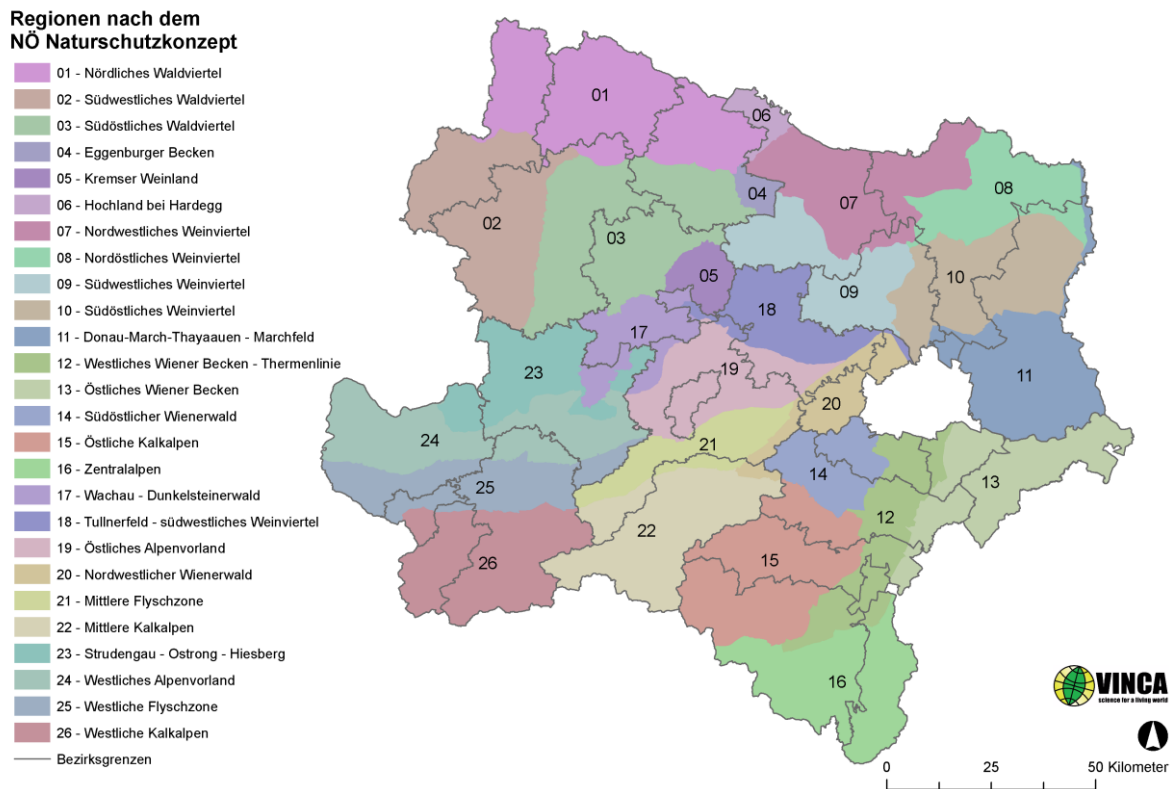 Regionen nach dem
NÖ Naturschutzkonzept
01 - Nördliches Waldviertel
02 - Südwestliches Waldviertel
03 - Südöstliches Waldviertel
04 - Eggenburger Becken
05 - Kremser Weinland
06 - Hochland bei Hardegg
07 - Nordwestliches Weinviertel
08 - Nordöstliches Weinviertel
09 - Südwestliches Weinviertel
10 - Südöstliches Weinviertel
11 - Donau-March-Thayaauen - Marchfeld
12 - Westliches Wiener Becken - Thermenlinie
13 - Östliches Wiener Becken
14 - Südöstlicher Wienerwald
15 - Östliche Kalkalpen
16 - Zentralalpen
17 - Wachau - Dunkelsteinerwald
18 - Tullnerfeld - südwestliches Weinviertel
19 - Östliches Alpenvorland
20 - Nordwestlicher Wienerwald
21 - Mittlere Flyschzone
22 - Mittlere Kalkalpen
23 - Strudengau - Ostrong - Hiesberg
24 - Westliches Alpenvorland
25 - Westliche Flyschzone
26 - Westliche Kalkalpen
Bezirksgrenzen
01
06
08
04
07
02
03
05
10
09
18
17
19
23
11
20
24
21
14
25
13
12
22
15
26
16
VINCA
science for a living world
0 25 50 Kilometer